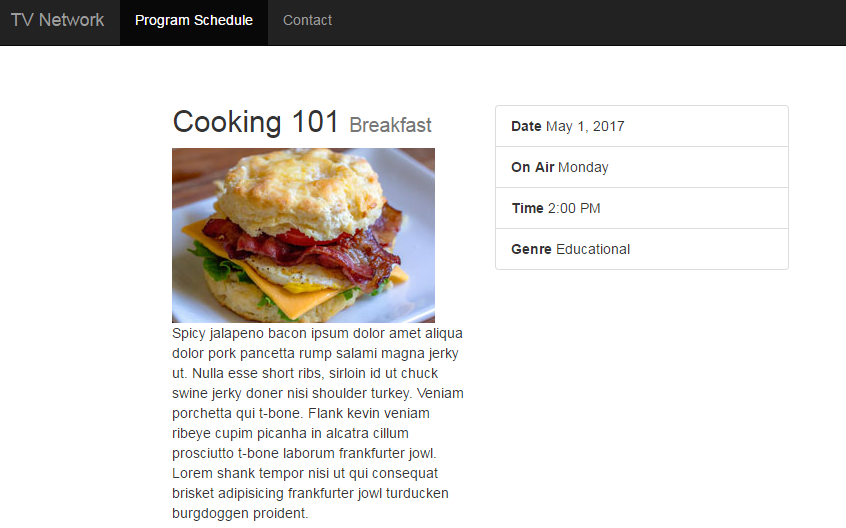 TV Network Program Schedule Contact
Cooking 101 Breakfast
Spicy jalapeno bacon ipsum dolor amet aliqua
dolor pork pancetta rump salami magna jerky
ut. Nulla esse short ribs, sirloin id ut chuck
swine jerky doner nisi shoulder turkey. Veniam
porchetta qui t-bone. Flank kevin veniam
ribeye cupim picanha in alcatra cillum
prosciutto t-bone laborum frankfurter jowl.
Lorem shank tempor nisi ut qui consequat
brisket adipisicing frankfurter jowl turducken
burgdoggen proident.
Date May 1, 2017
On Air Monday
Time 2:00 PM
Genre Educational